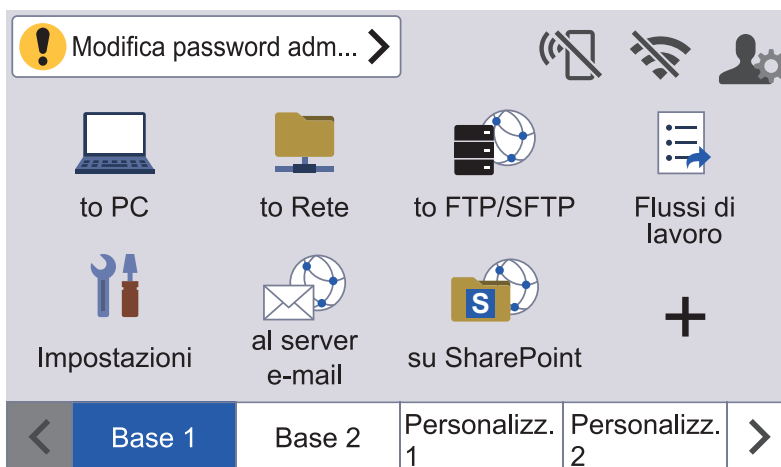 Modifica password adm...
to PC
to Rete
to FTP/SFTP
Flussi di
lavoro
Impostazioni
al server
e-mail
S
su SharePoint
Base 1
Base 2
Personalizz.
1
Personalizz.
2